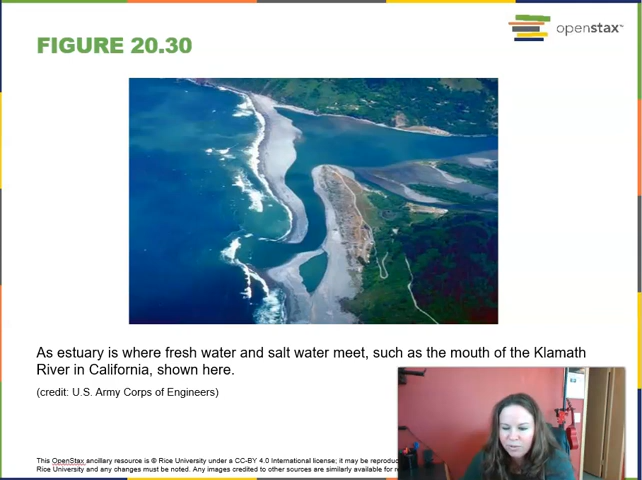 FIGURE 20.30
openstax™
As estuary is where fresh water and salt water meet, such as the mouth of the Klamath
River in California, shown here.
(credit: U.S. Army Corps of Engineers)
This OpenStax ancillary resource is © Rice University under a CC-BY 4.0 International license; it may be
Rice University and any changes must be noted. Any images credited to other sources are similarly available for